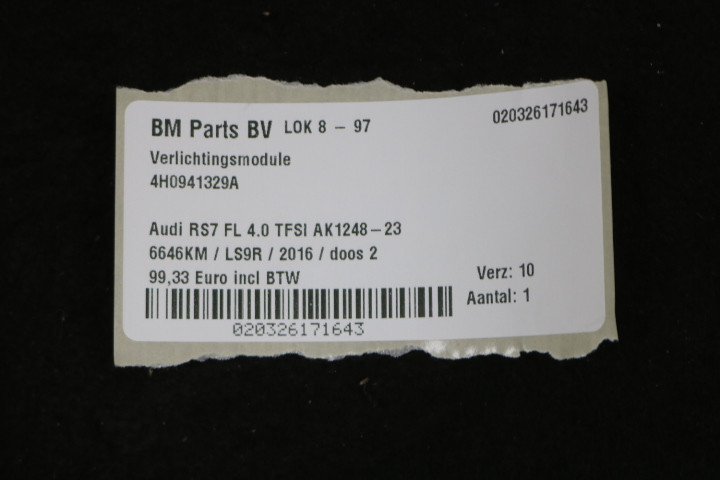 BM Parts BV LOK 8 - 97 020326171643
Verlichtingsmodule
4H0941329A
Audi RS7 FL 4.0 TFSI AK1248-23
6646KM / LS9R / 2016 / doos 2
99,33 Euro incl BTW Verz: 10
Aantal: 1
020326171643